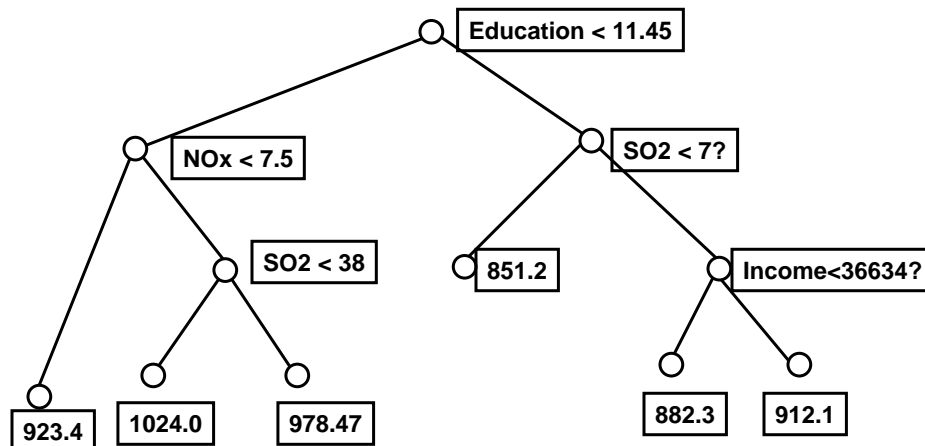 Education < 11.45
NOx < 7.5
SO2 < 7?
SO2 < 38
851.2
Income<36634?
923.4
1024.0
978.47
882.3
912.1